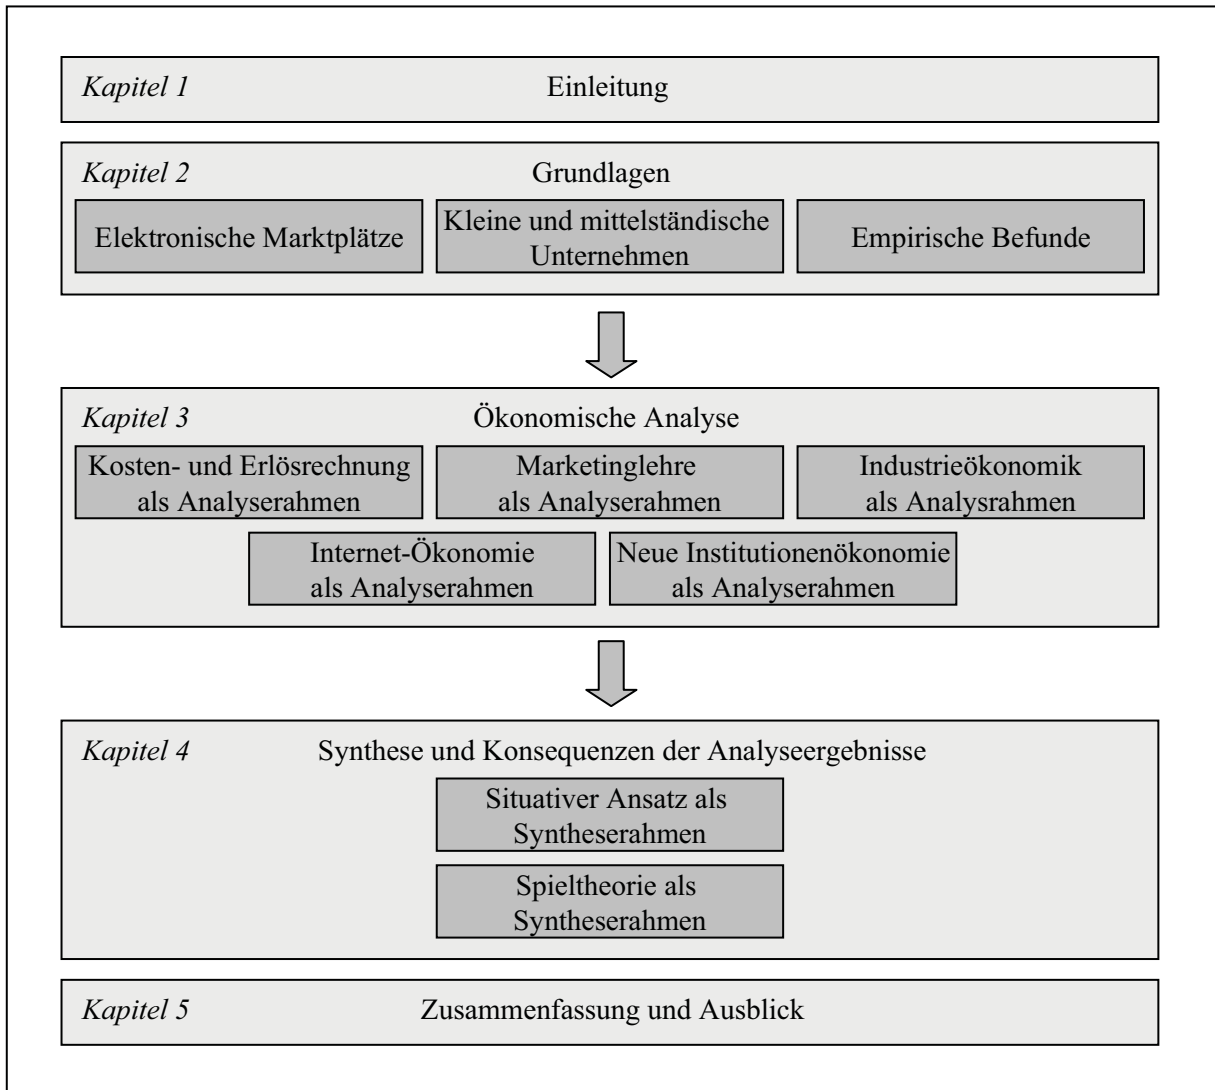 Kapitel 1 Einleitung
Kapitel 2 Grundlagen
Elektronische Marktplätze
Kleine und mittelständische
Unternehmen
Empirische Befunde
Kapitel 3 Ökonomische Analyse
Kosten- und Erlösrechnung
als Analyserahmen
Marketinglehre
als Analyserahmen
Industrieökonomik
als Analysrahmen
Internet-Ökonomie
als Analyserahmen
Neue Institutionenökonomie
als Analyserahmen
Kapitel 4 Synthese und Konsequenzen der Analyseergebnisse
Situativer Ansatz als
Syntheserahmen
Spieltheorie als
Syntheserahmen
Kapitel 5 Zusammenfassung und Ausblick